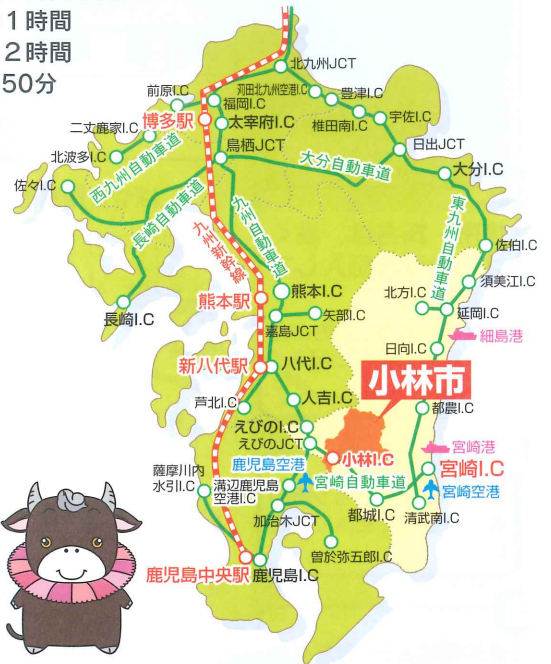 1時間
2時間
50分
北九州JCT
前原I.C
苅田北九州空港I.C
福岡I.C
豊津I.C
博多駅
太宰府I.C
椎田南I.C
宇佐I.C
二丈鹿家I.C
鳥栖JCT
日出JCT
北波多I.C
大分自動車道
大分I.C
佐々I.C
西九州自動車道
長崎自動車道
九州自動車道
東九州自動車道
九州新幹線
佐伯I.C
須美江I.C
熊本駅
熊本I.C
北方I.C
延岡I.C
長崎I.C
嘉島JCT
矢部I.C
細島港
日向I.C
新八代駅
八代I.C
小林市
芦北I.C
人吉I.C
都農I.C
えびのI.C
えびのJCT
宮崎港
小林I.C
宮崎I.C
鹿児島空港
宮崎自動車道
宮崎空港
薩摩川内
水引I.C
溝辺鹿児島
空港I.C
都城I.C
清武南I.C
加治木JCT
曽於弥五郎I.C
鹿児島中央駅
鹿児島I.C